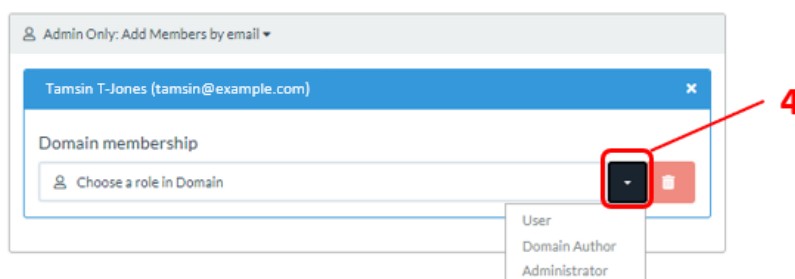 Admin Only: Add Members by email
Tamsin T-Jones (tamsin@example.com)
4
Domain membership
Choose a role in Domain
User
Domain Author
Administrator